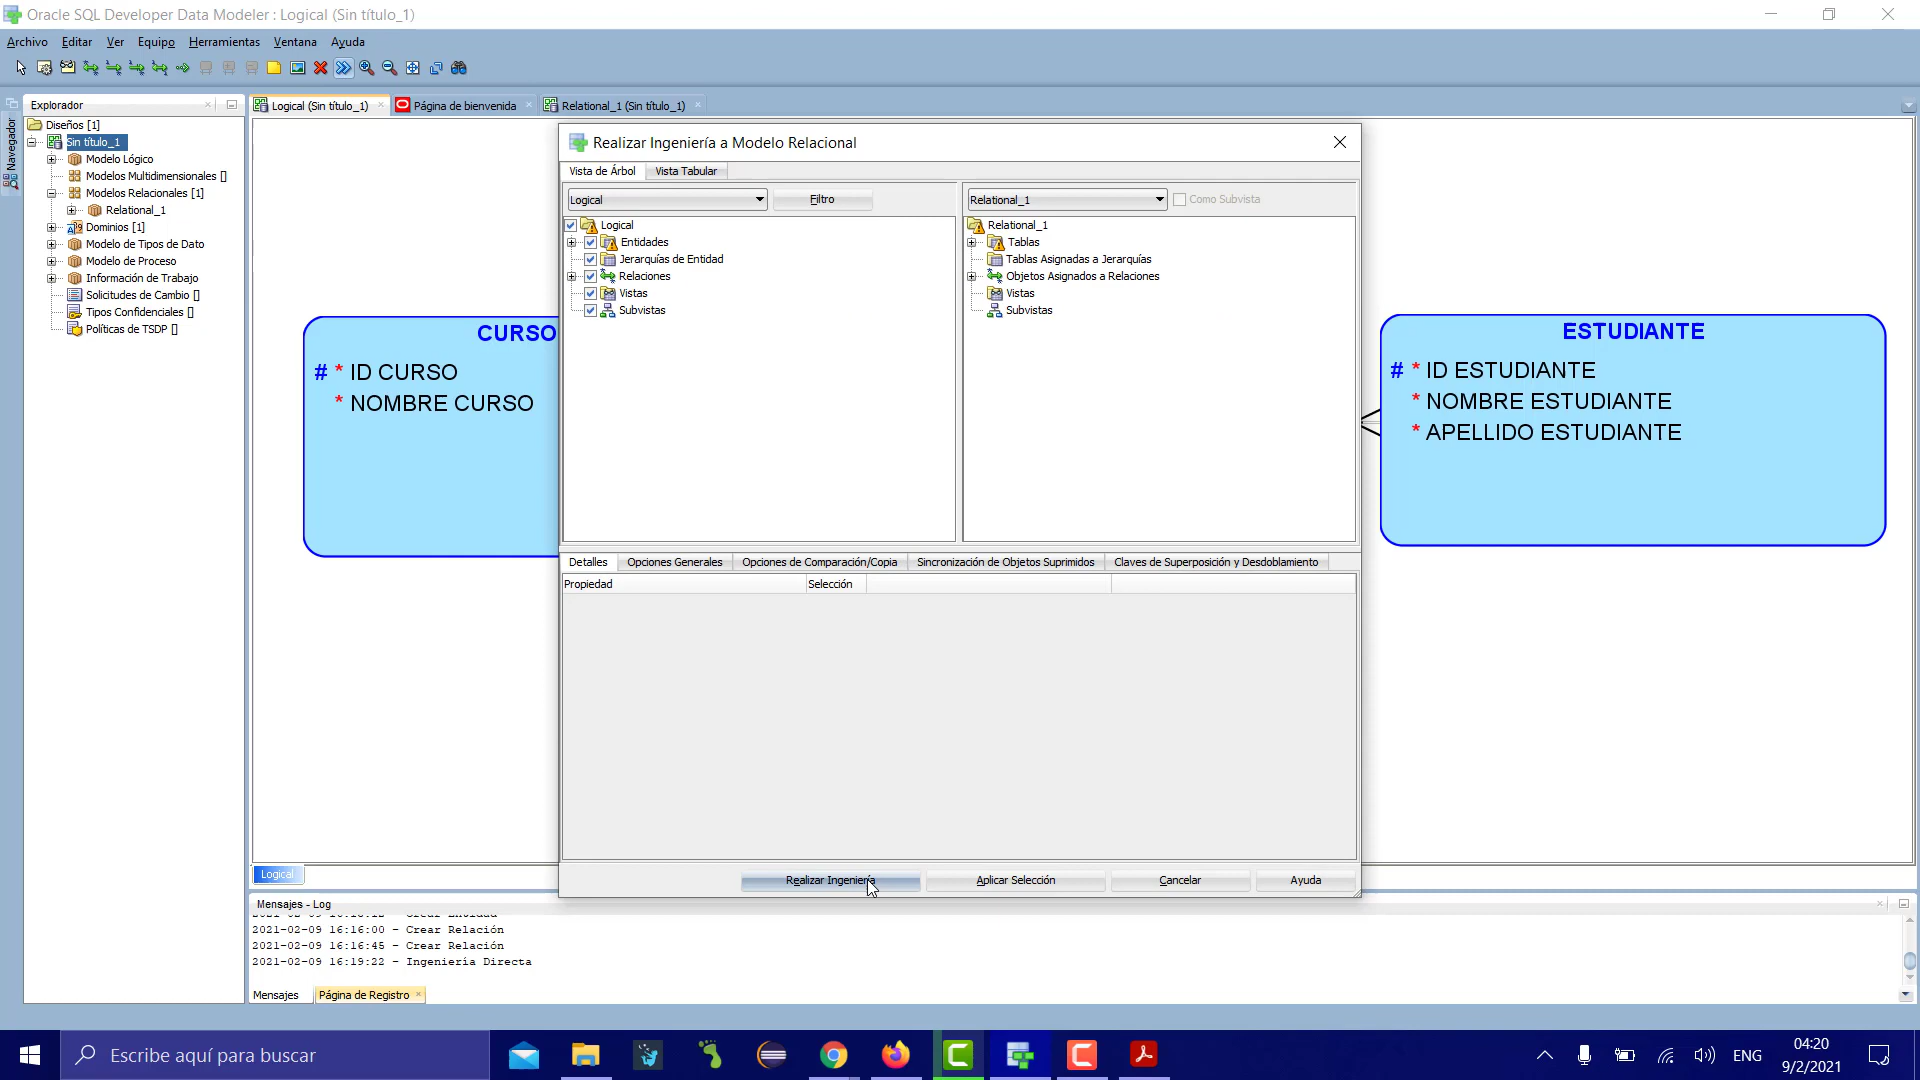 Oracle SQL Developer Data Modeler : Logical (Sin título_1)
Archivo Editar Ver Equipo Herramientas Ventana Ayuda
Navegador
Explorador
Diseños [1]
Sin título_1
Modelo Lógico
Modelos Multidimensionales []
Modelos Relacionales [1]
Relational_1
Dominios [1]
Modelo de Tipos de Dato
Modelo de Proceso
Información de Trabajo
Solicitudes de Cambio []
Tipos Confidenciales []
Políticas de TSDP []
Logical (Sin título_1) Página de bienvenida Relational_1 (Sin título_1)
CURSO
# * ID CURSO
* NOMBRE CURSO
Realizar Ingeniería a Modelo Relacional
Vista de Árbol Vista Tabular
Logical Filtro
Logical
Entidades
Jerarquías de Entidad
Relaciones
Vistas
Subvistas
Relational_1 Como Subvista
Relational_1
Tablas
Tablas Asignadas a Jerarquías
Objetos Asignados a Relaciones
Vistas
Subvistas
Detalles Opciones Generales Opciones de Comparación/Copia Sincronización de Objetos Suprimidos Claves de Superposición y Desdoblamiento
Propiedad Selección
Realizar Ingeniería Aplicar Selección Cancelar Ayuda
ESTUDIANTE
# * ID ESTUDIANTE
* NOMBRE ESTUDIANTE
* APELLIDO ESTUDIANTE
Logical
Mensajes - Log
2021-02-09 16:16:00 - Crear Relación
2021-02-09 16:16:45 - Crear Relación
2021-02-09 16:19:22 - Ingeniería Directa
Mensajes Página de Registro
Escribe aquí para buscar
ENG
04:20
9/2/2021